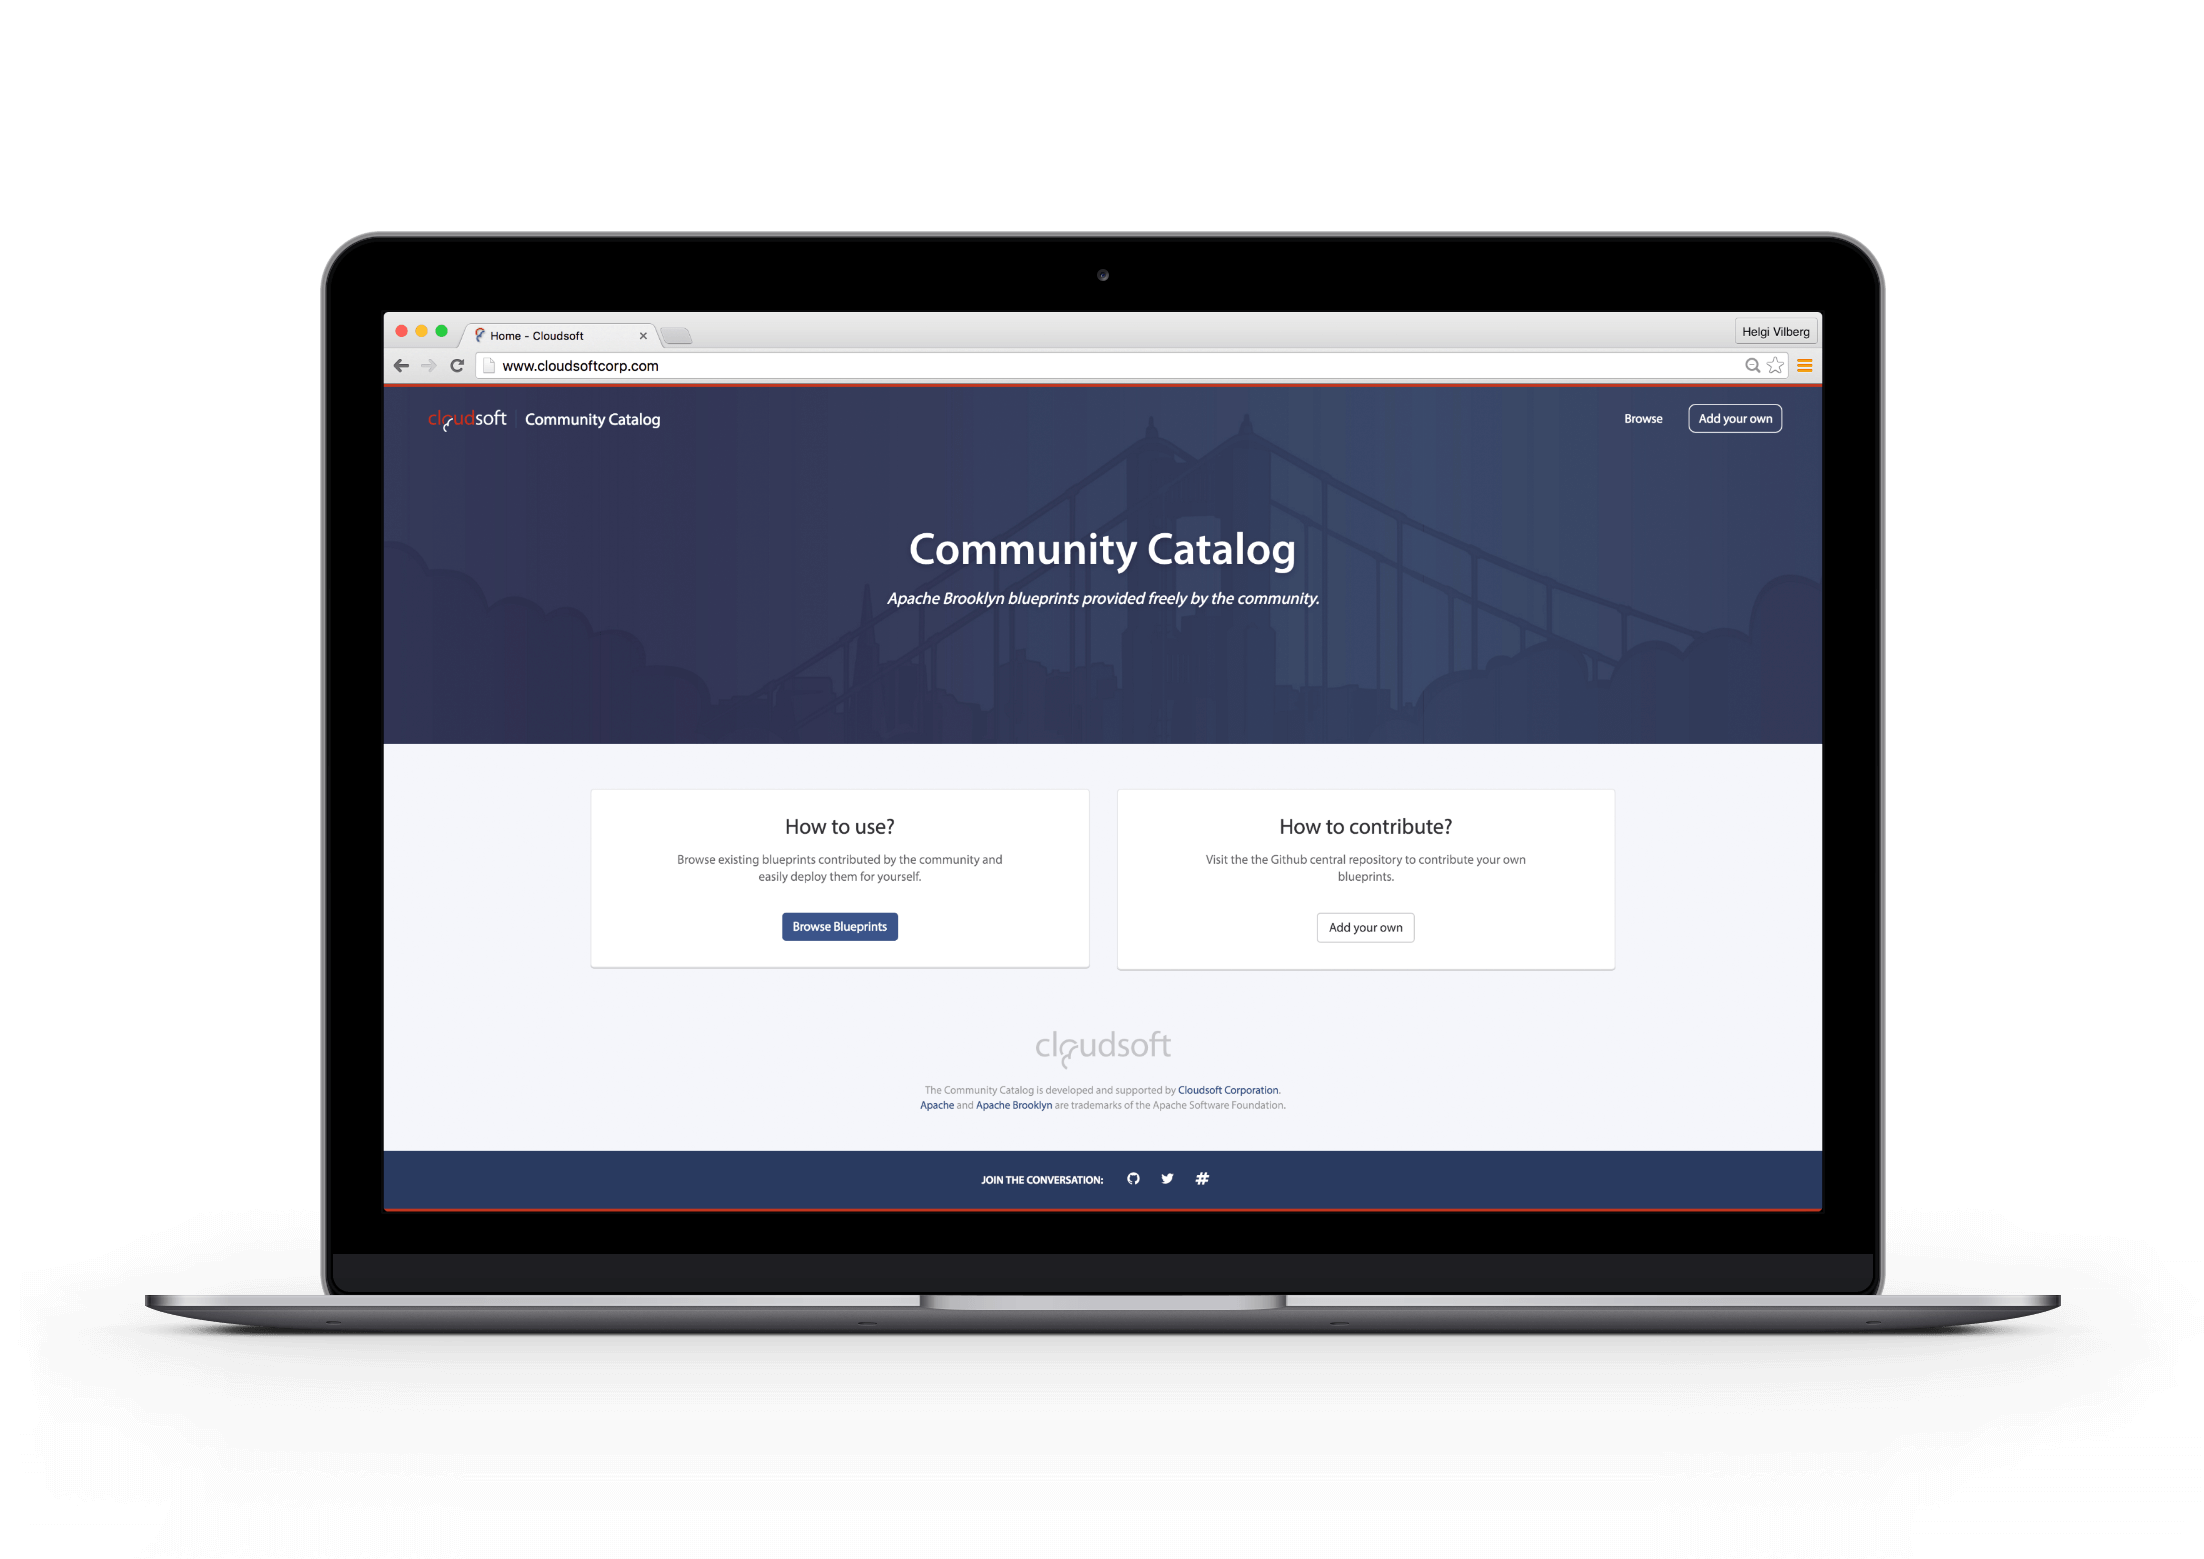 Home - Cloudsoft
Helgi Vilberg
www.cloudsoftcorp.com
cloudsoft Community Catalog
Browse
Add your own
Community Catalog
Apache Brooklyn blueprints provided freely by the community.
How to use?
Browse existing blueprints contributed by the community and
easily deploy them for yourself.
Browse Blueprints
How to contribute?
Visit the the Github central repository to contribute your own
blueprints.
Add your own
cloudsoft
The Community Catalog is developed and supported by Cloudsoft Corporation.
Apache and Apache Brooklyn are trademarks of the Apache Software Foundation.
JOIN THE CONVERSATION: #